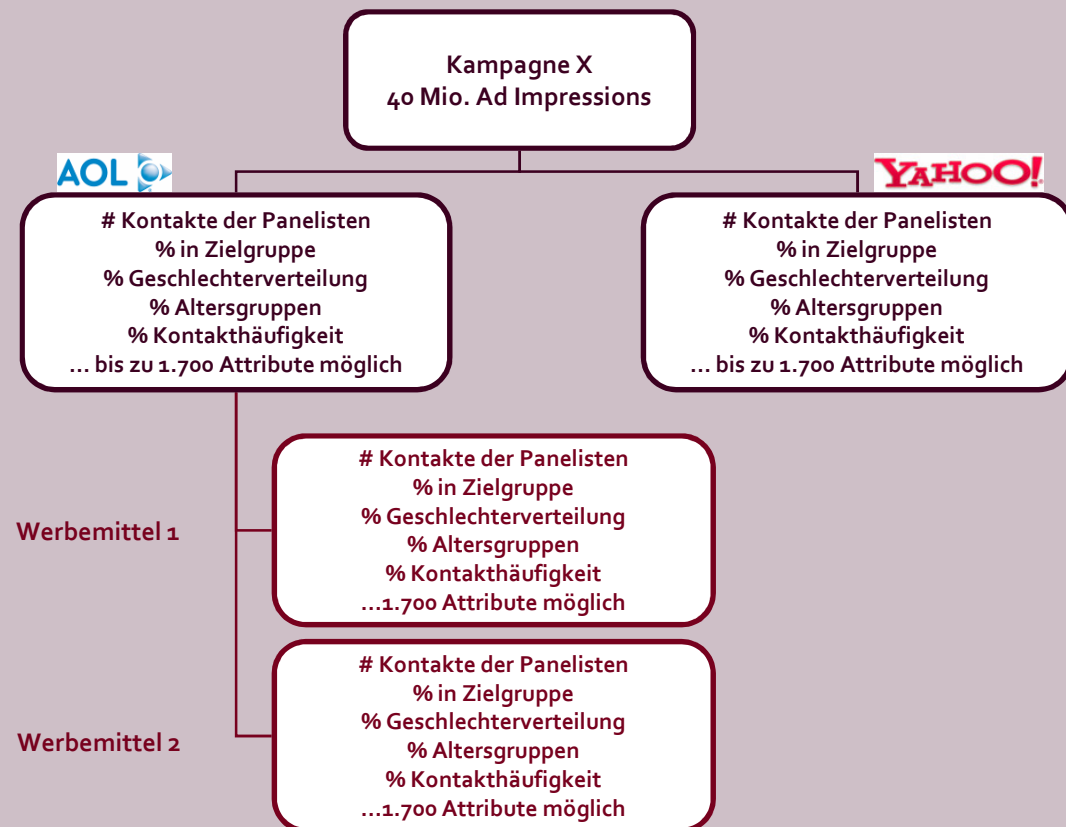 Kampagne X
40 Mio. Ad Impressions
AOL
YAHOO!
# Kontakte der Panelisten
% in Zielgruppe
% Geschlechterverteilung
% Altersgruppen
% Kontakthäufigkeit
... bis zu 1.700 Attribute möglich
# Kontakte der Panelisten
% in Zielgruppe
% Geschlechterverteilung
% Altersgruppen
% Kontakthäufigkeit
... bis zu 1.700 Attribute möglich
Werbemittel 1
# Kontakte der Panelisten
% in Zielgruppe
% Geschlechterverteilung
% Altersgruppen
% Kontakthäufigkeit
...1.700 Attribute möglich
Werbemittel 2
# Kontakte der Panelisten
% in Zielgruppe
% Geschlechterverteilung
% Altersgruppen
% Kontakthäufigkeit
...1.700 Attribute möglich